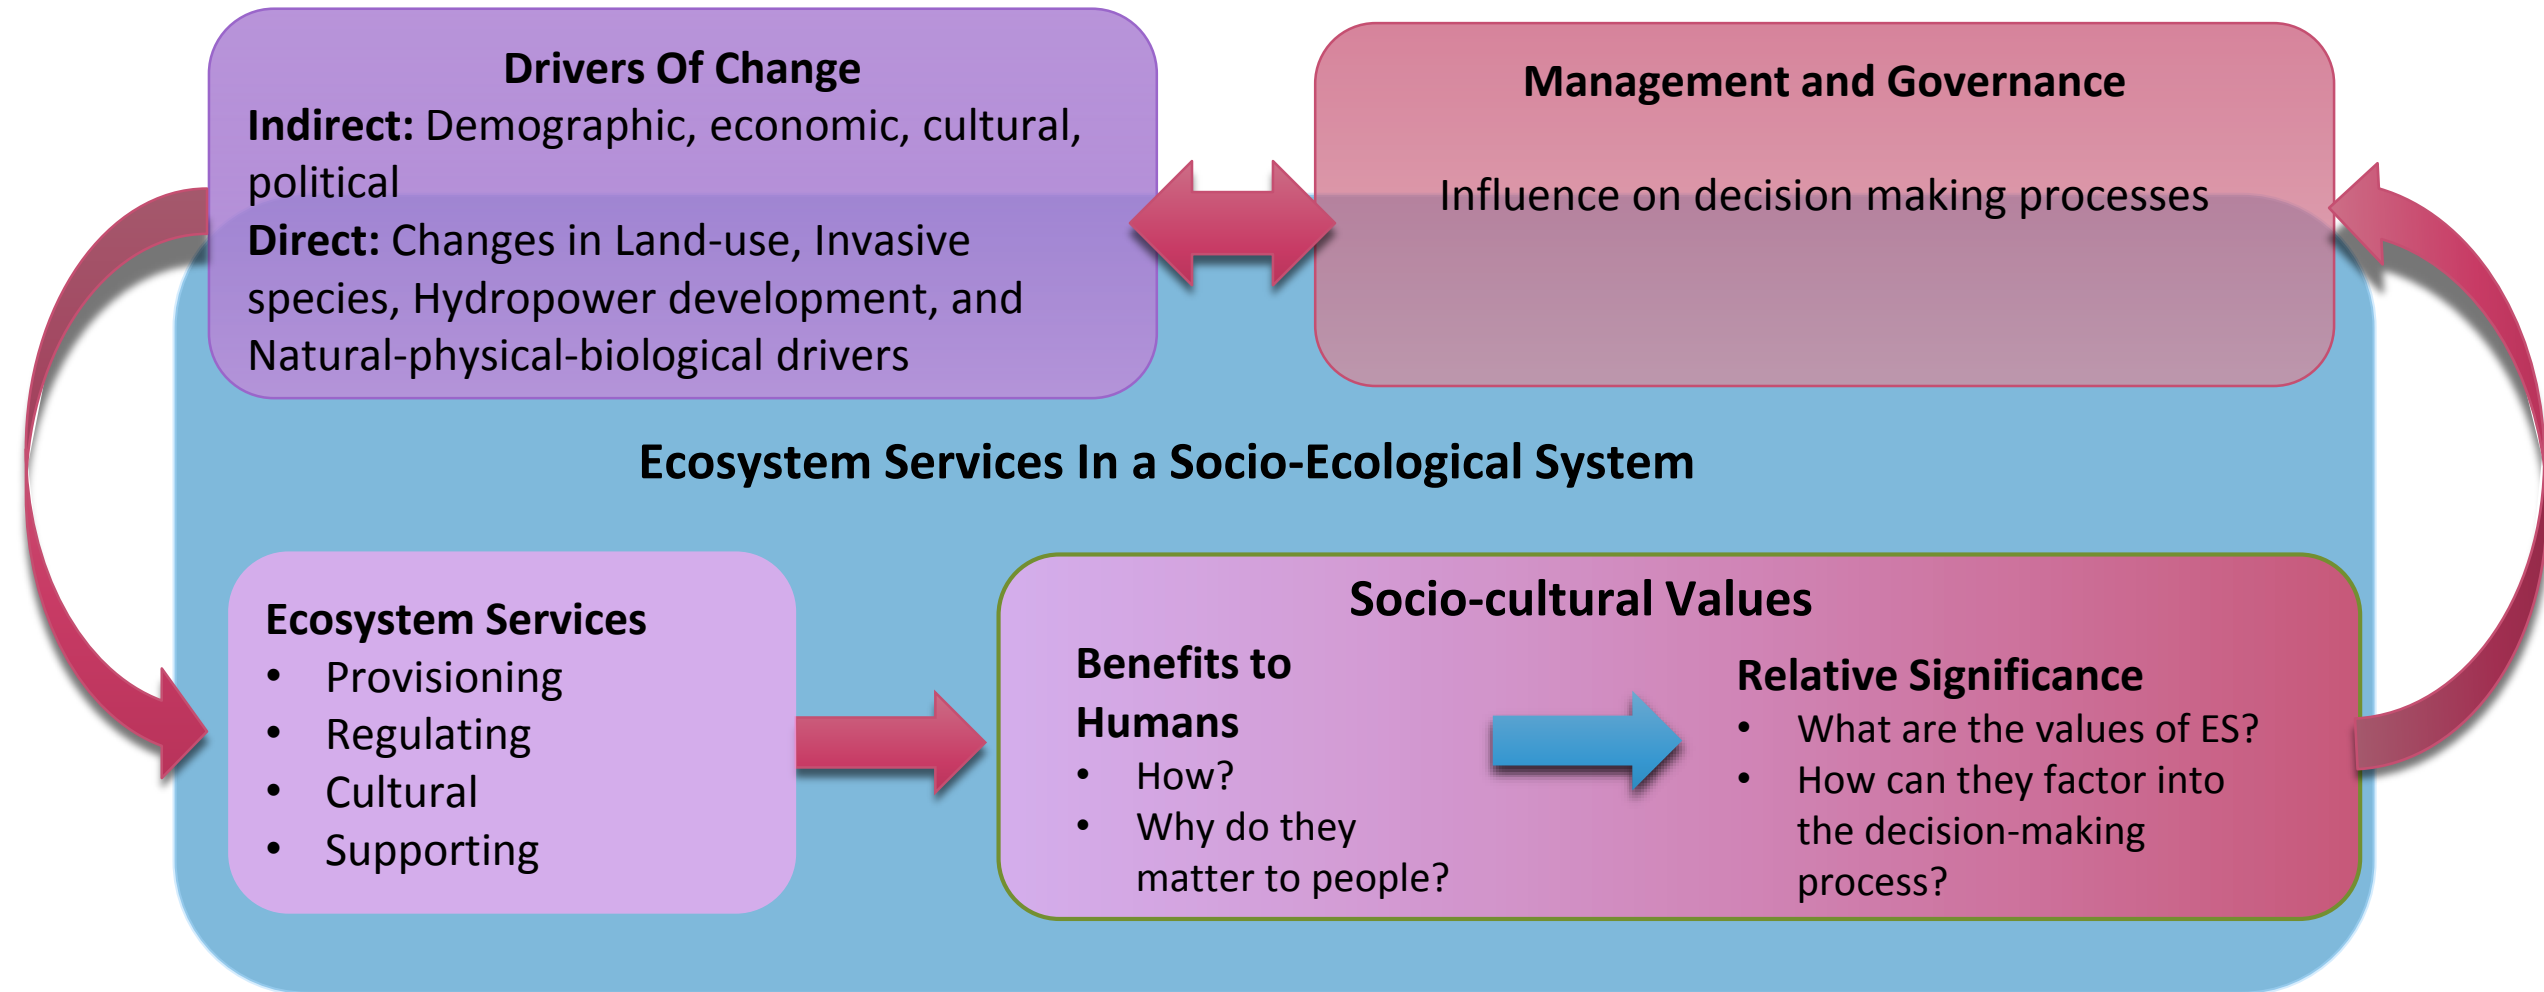 Drivers Of Change
Indirect: Demographic, economic, cultural,
political
Direct: Changes in Land-use, Invasive
species, Hydropower development, and
Natural-physical-biological drivers
Management and Governance
Influence on decision making processes
Ecosystem Services In a Socio-Ecological System
Ecosystem Services
• Provisioning
• Regulating
• Cultural
• Supporting
Socio-cultural Values
Benefits to
Humans
• How?
• Why do they
matter to people?
Relative Significance
• What are the values of ES?
• How can they factor into
the decision-making
process?